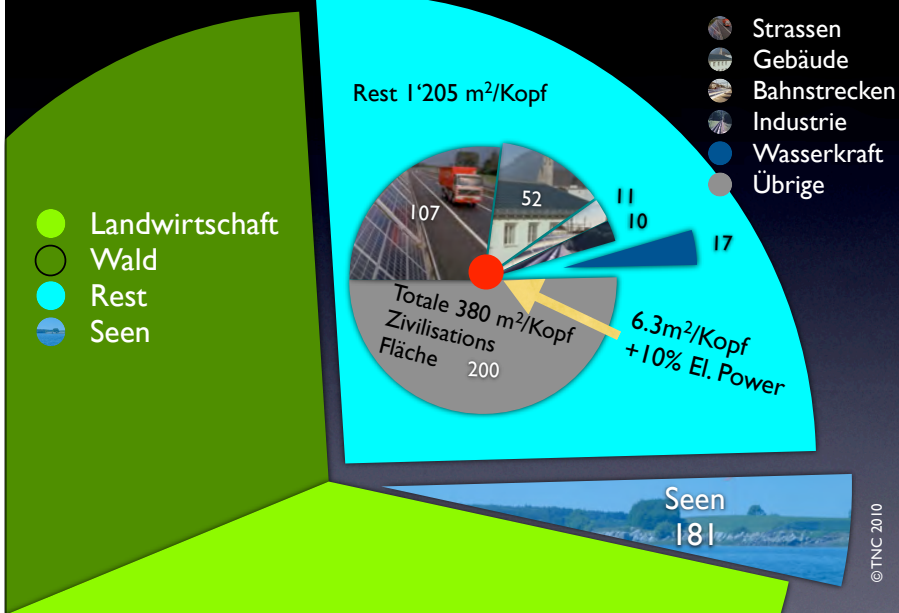 Strassen
Gebäude
Bahnstrecken
Industrie
Wasserkraft
Übrige
Rest 1‘205 m²/Kopf
Landwirtschaft
Wald
Rest
Seen
107
52
11
10
17
Totale 380 m²/Kopf
Zivilisations
Fläche
200
6.3m²/Kopf
+10% El. Power
Seen
181
©TNC 2010